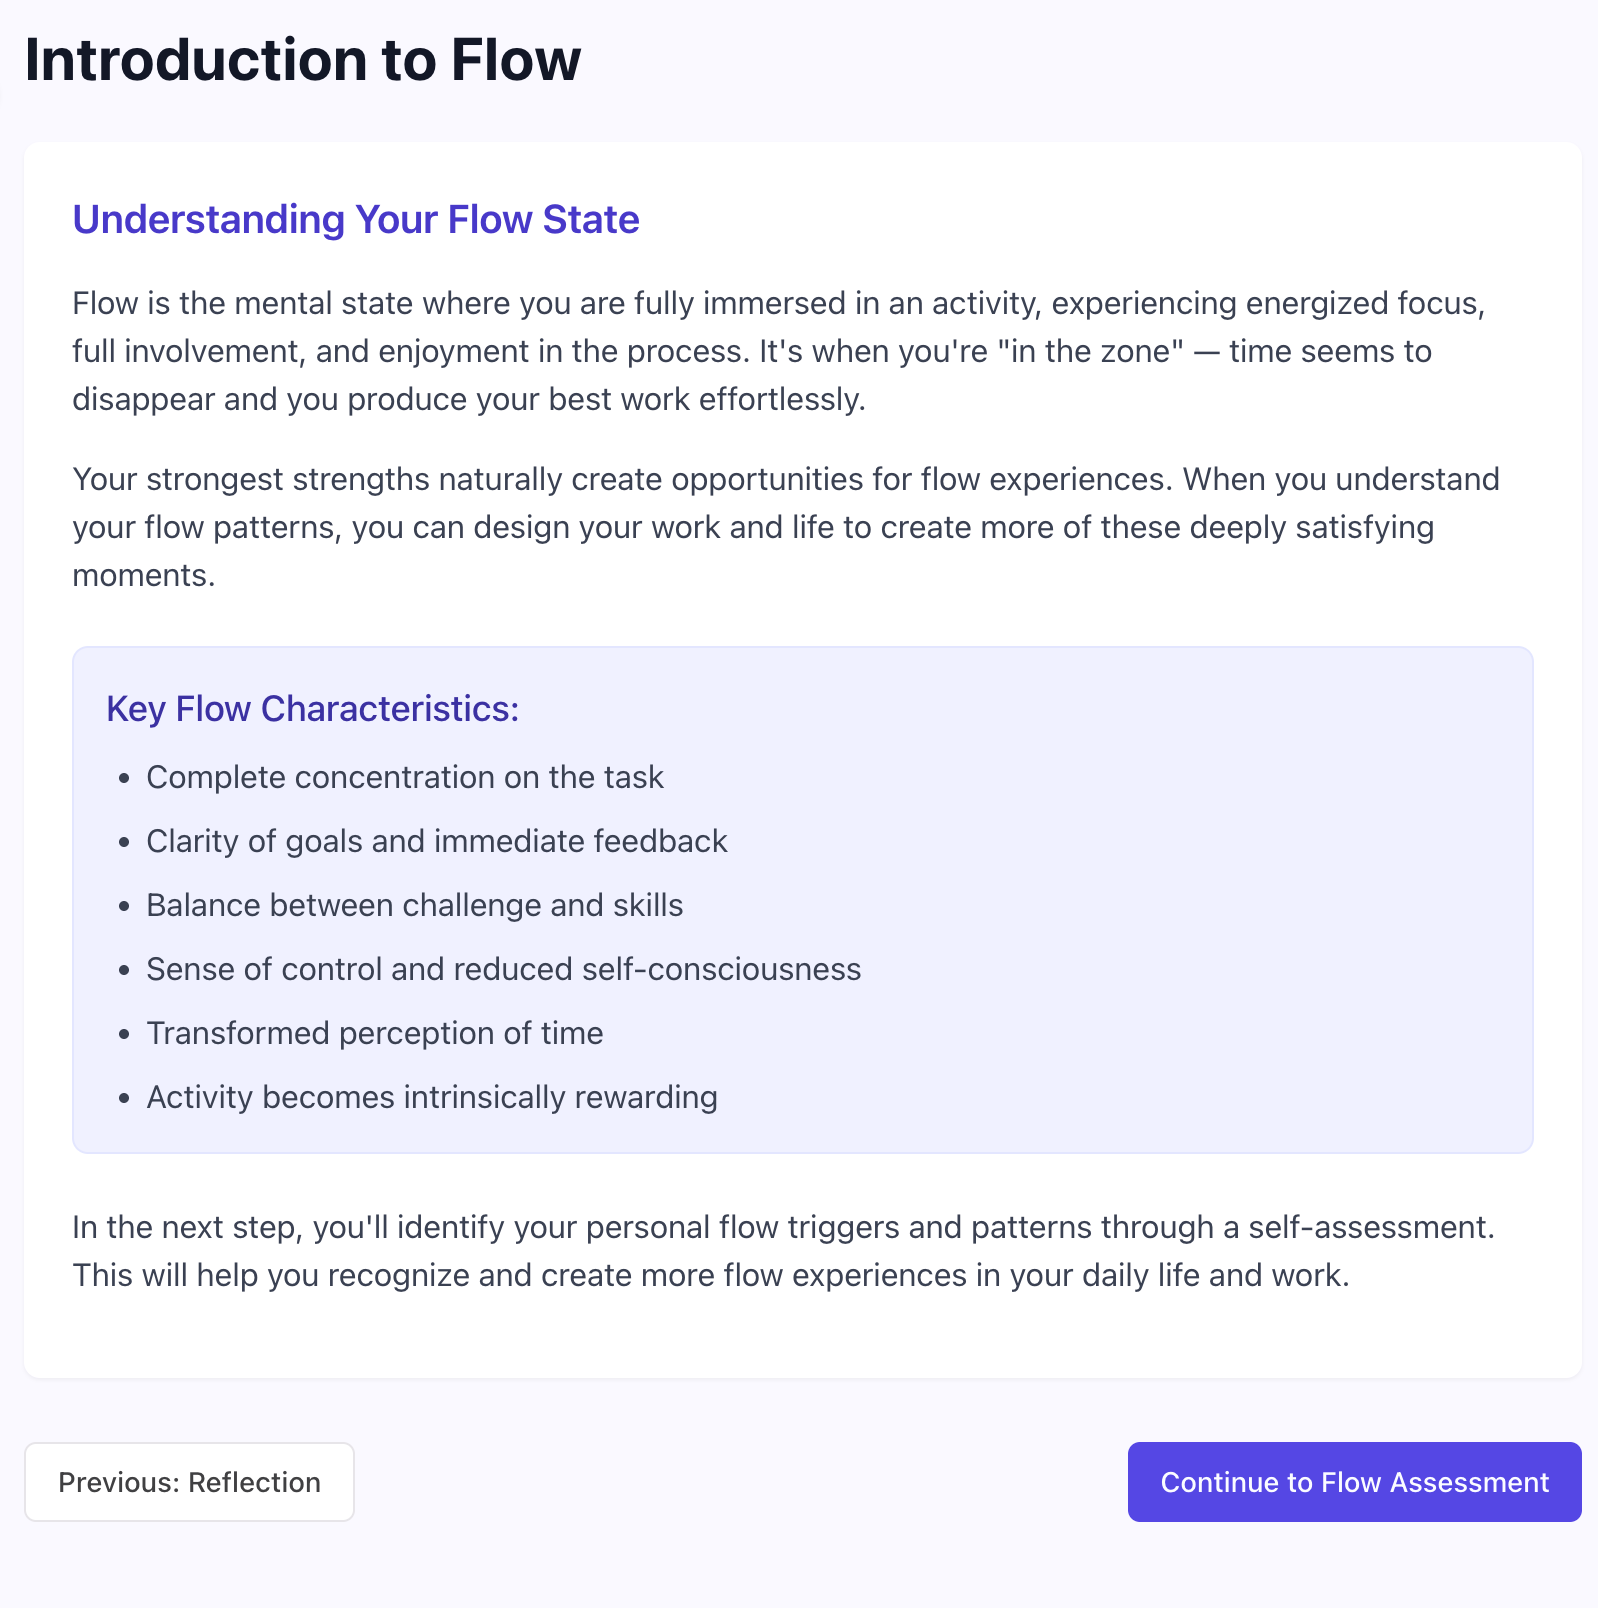 Introduction to Flow
Understanding Your Flow State
Flow is the mental state where you are fully immersed in an activity, experiencing energized focus,
full involvement, and enjoyment in the process. It's when you're "in the zone" — time seems to
disappear and you produce your best work effortlessly.
Your strongest strengths naturally create opportunities for flow experiences. When you understand
your flow patterns, you can design your work and life to create more of these deeply satisfying
moments.
Key Flow Characteristics:
• Complete concentration on the task
• Clarity of goals and immediate feedback
• Balance between challenge and skills
• Sense of control and reduced self-consciousness
• Transformed perception of time
• Activity becomes intrinsically rewarding
In the next step, you'll identify your personal flow triggers and patterns through a self-assessment.
This will help you recognize and create more flow experiences in your daily life and work.
Previous: Reflection
Continue to Flow Assessment